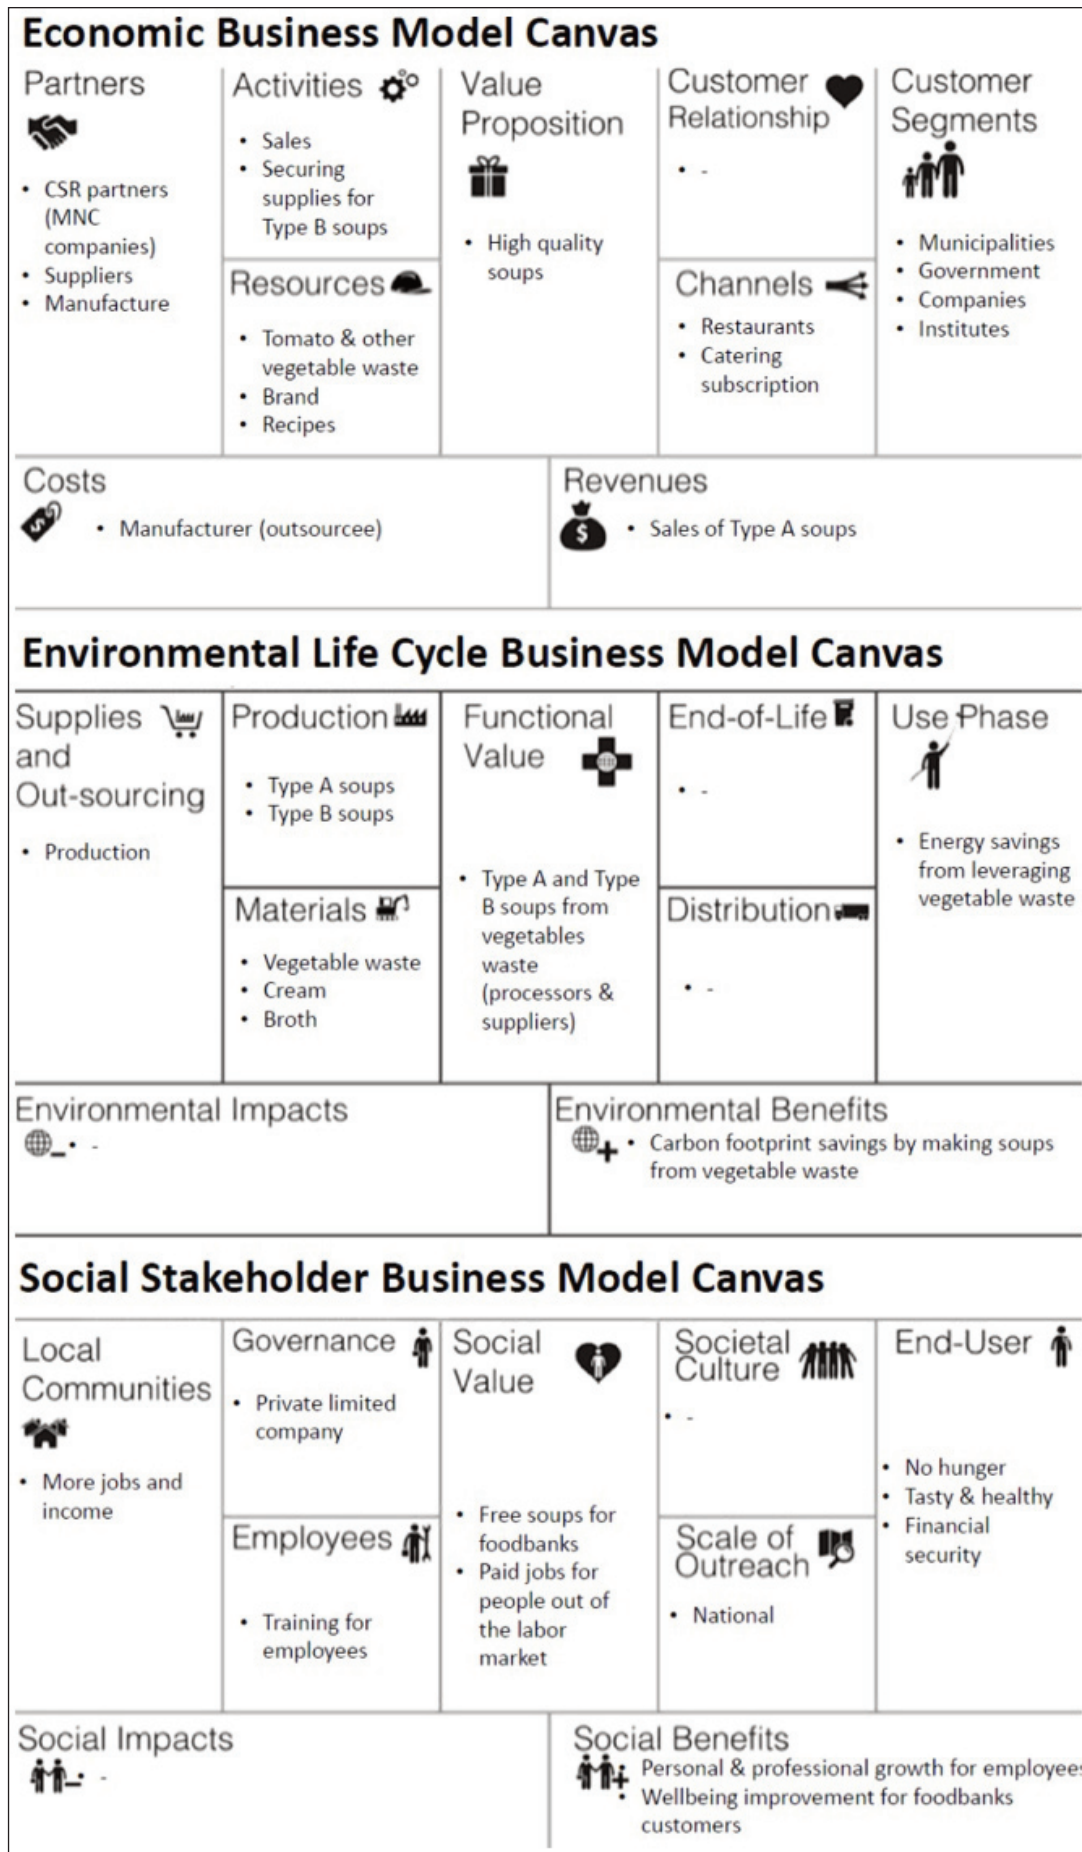 Economic Business Model Canvas
Partners
• CSR partners
(MNC
companies)
• Suppliers
• Manufacture
Activities
• Sales
• Securing
supplies for
Type B soups
Resources
• Tomato & other
vegetable waste
• Brand
• Recipes
Value
Proposition
• High quality
soups
Customer
Relationship
• -
Channels
• Restaurants
• Catering
subscription
Customer
Segments
• Municipalities
• Government
• Companies
• Institutes
Costs
• Manufacturer (outsourcee)
Revenues
$
• Sales of Type A soups
Environmental Life Cycle Business Model Canvas
Supplies
and
Out-sourcing
• Production
Production
• Type A soups
• Type B soups
Materials
• Vegetable waste
• Cream
• Broth
Functional
Value
• Type A and Type
B soups from
vegetables
waste
(processors &
suppliers)
End-of-Life
• -
Distribution
• -
Use Phase
• Energy savings
from leveraging
vegetable waste
Environmental Impacts
• -
Environmental Benefits
• Carbon footprint savings by making soups
from vegetable waste
Social Stakeholder Business Model Canvas
Local
Communities
• More jobs and
income
Governance
• Private limited
company
Employees
• Training for
employees
Social
Value
• Free soups for
foodbanks
• Paid jobs for
people out of
the labor
market
Societal
Culture
• -
Scale of
Outreach
• National
End-User
• No hunger
• Tasty & healthy
• Financial
security
Social Impacts
• -
Social Benefits
• Personal & professional growth for employees
• Wellbeing improvement for foodbanks
customers